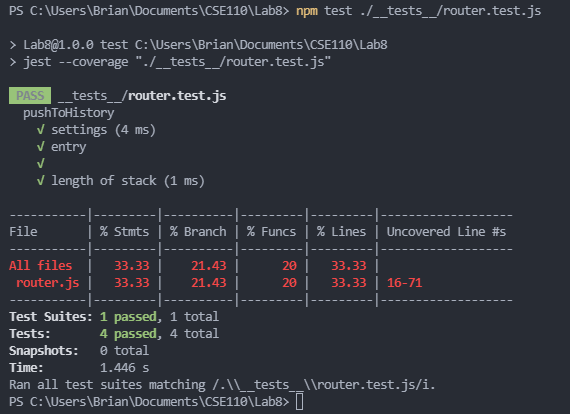 PS C:\Users\Brian\Documents\CSE110\Lab8> npm test ./__tests__/router.test.js
> Lab8@1.0.0 test C:\Users\Brian\Documents\CSE110\Lab8
> jest --coverage "./__tests__/router.test.js"
PASS __tests__/router.test.js
pushToHistory
√ settings (4 ms)
√ entry
√
√ length of stack (1 ms)
-----------|---------|----------|---------|---------|-------------------
File       | % Stmts | % Branch | % Funcs | % Lines | Uncovered Line #s
-----------|---------|----------|---------|---------|-------------------
All files  |   33.33 |    21.43 |      20 |   33.33 |
 router.js |   33.33 |    21.43 |      20 |   33.33 | 16-71
-----------|---------|----------|---------|---------|-------------------
Test Suites: 1 passed, 1 total
Tests:       4 passed, 4 total
Snapshots:   0 total
Time:        1.446 s
Ran all test suites matching /.\\__tests__\\router.test.js/i.
PS C:\Users\Brian\Documents\CSE110\Lab8>